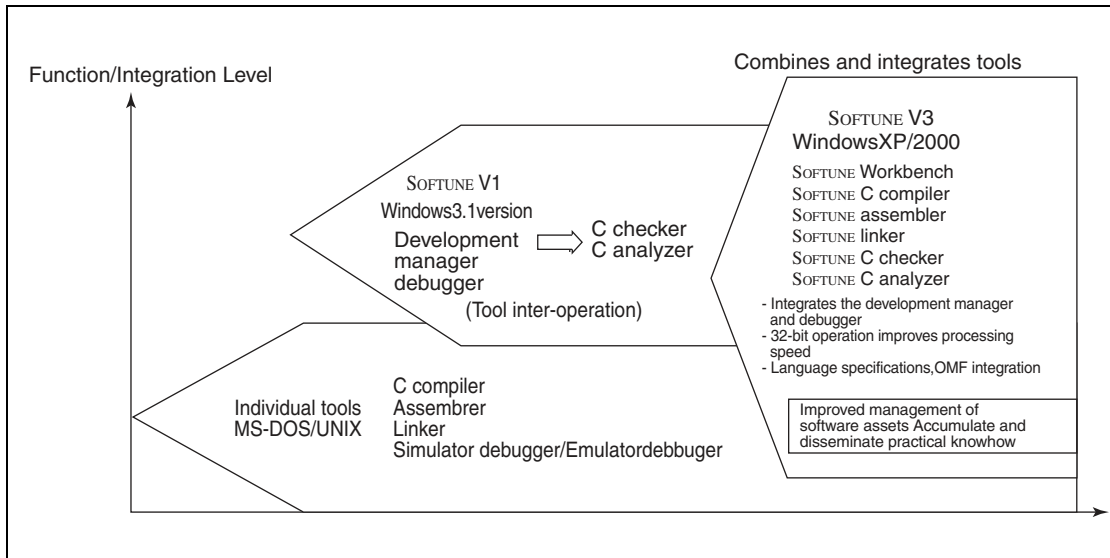 Function/Integration Level
Combines and integrates tools
SOFTUNE V3
WindowsXP/2000
SOFTUNE Workbench
SOFTUNE C compiler
SOFTUNE assembler
SOFTUNE linker
SOFTUNE C checker
SOFTUNE C analyzer
- Integrates the development manager
and debugger
- 32-bit operation improves processing
speed
- Language specifications,OMF integration
Improved management of
software assets Accumulate and
disseminate practical knowhow
SOFTUNE V1
Windows3.1version
Development
manager
debugger
C checker
C analyzer
(Tool inter-operation)
Individual tools
MS-DOS/UNIX
C compiler
Assembrer
Linker
Simulator debugger/Emulatordebbuger